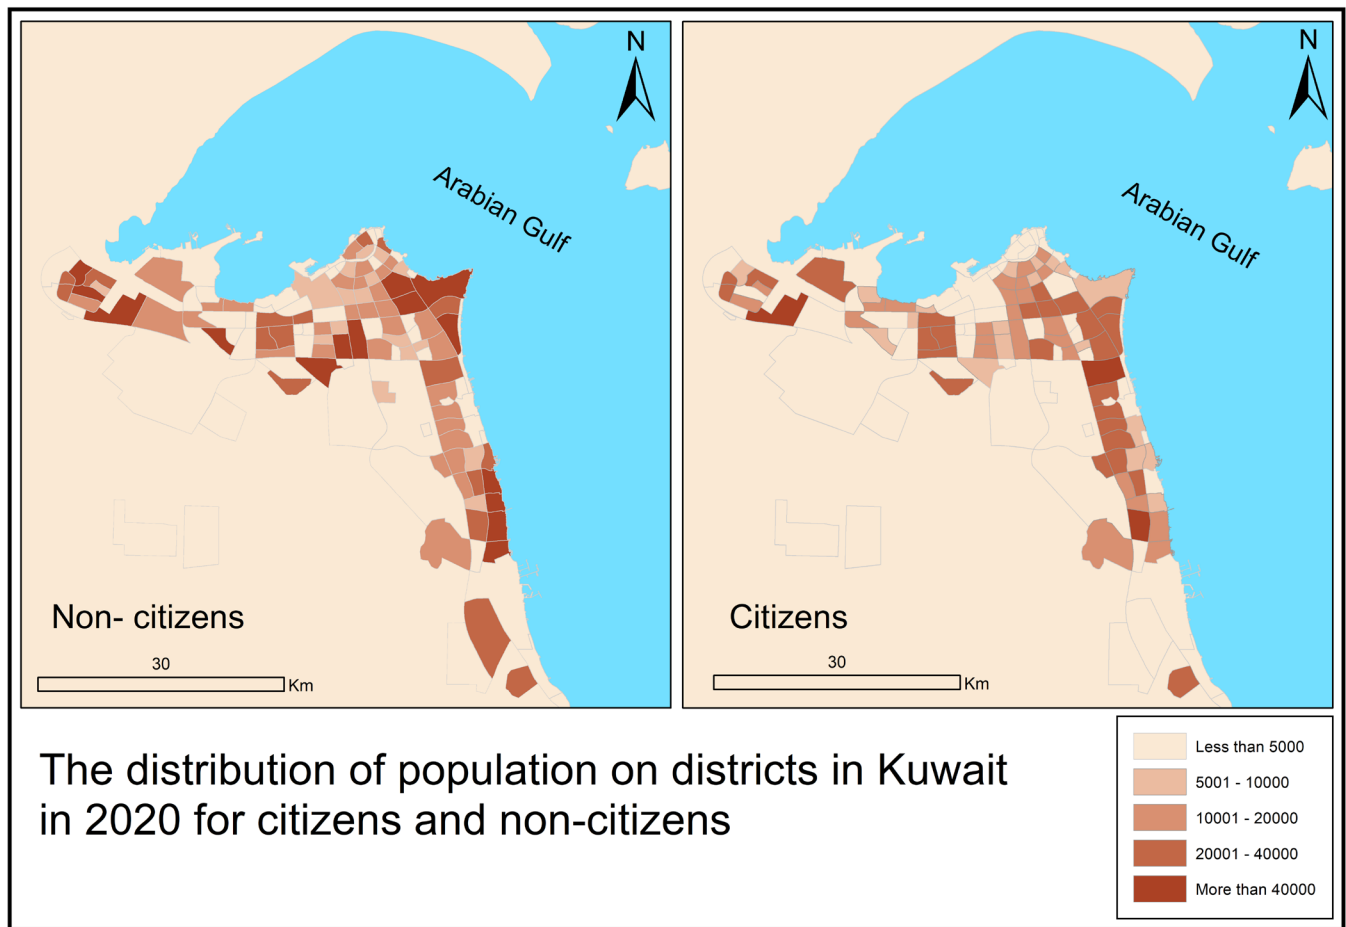 N
Arabian Gulf
Non- citizens
30
Km
N
Arabian Gulf
Citizens
30
Km
The distribution of population on districts in Kuwait
in 2020 for citizens and non-citizens
Less than 5000
5001 - 10000
10001 - 20000
20001 - 40000
More than 40000